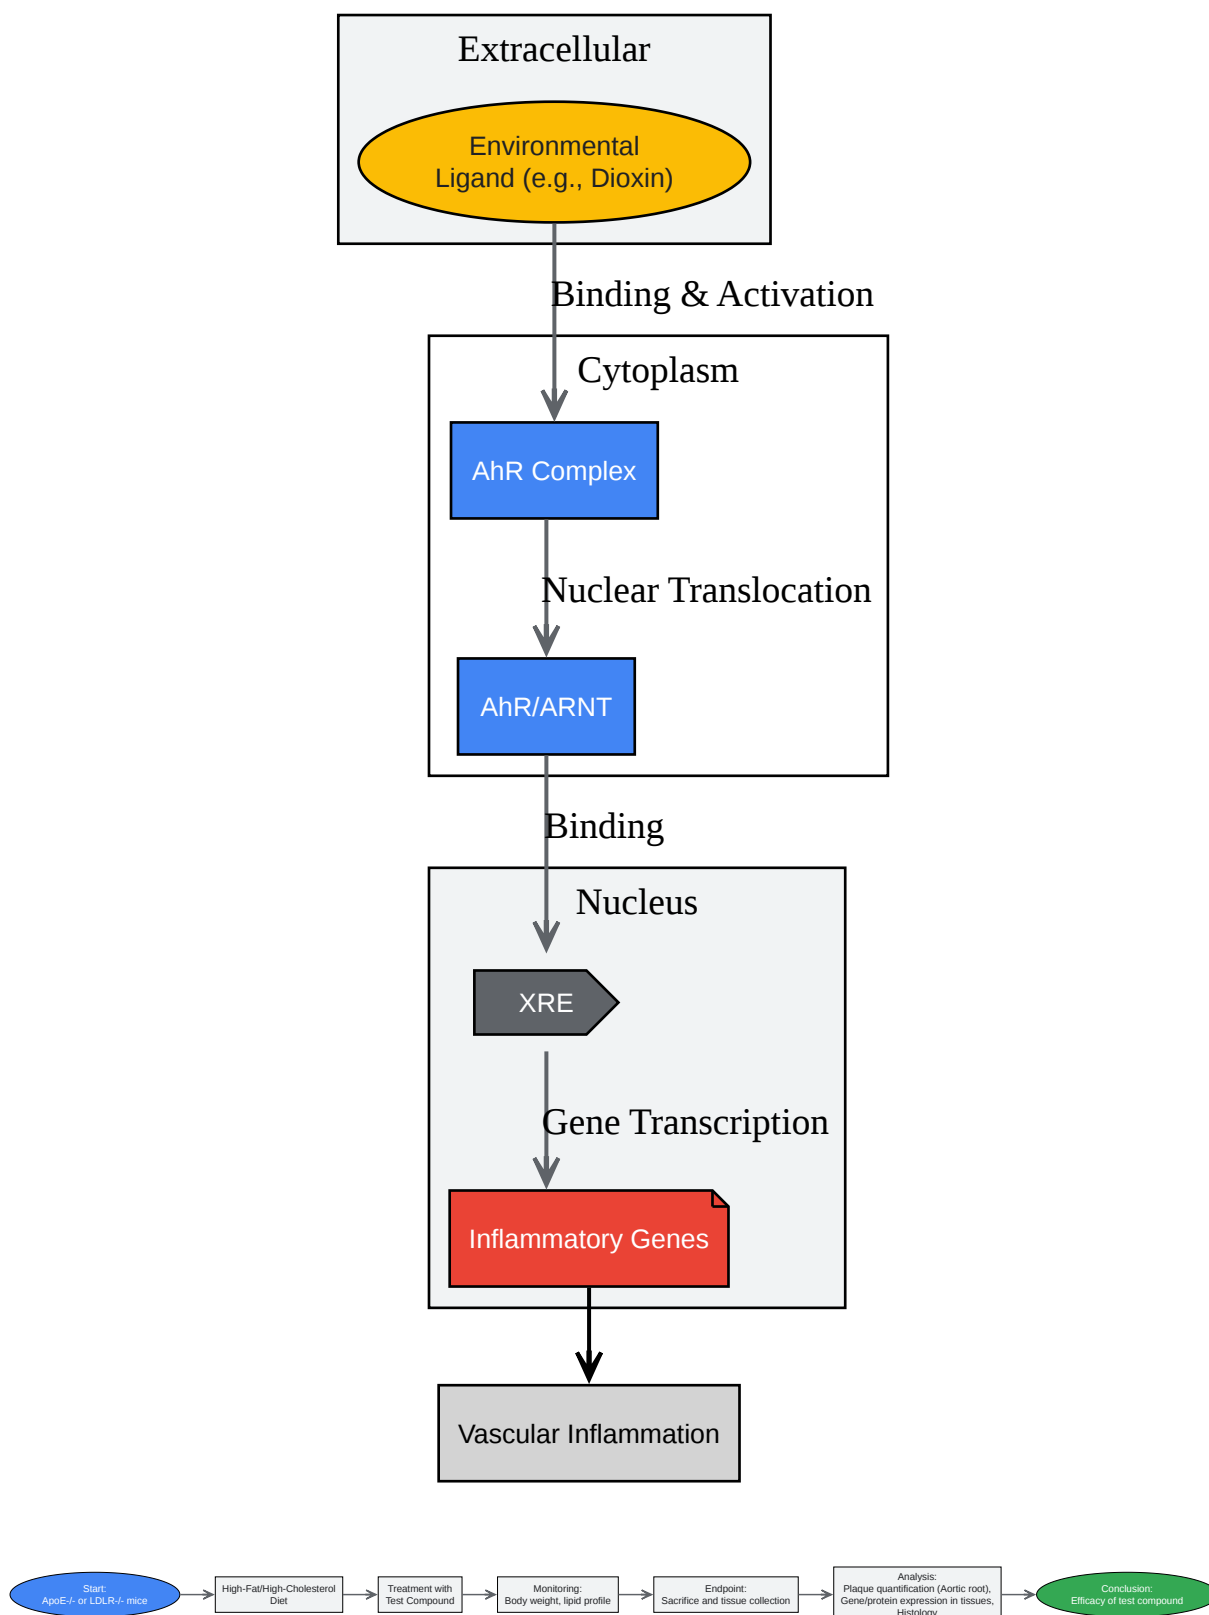 Extracellular
Environmental
Ligand (e.g., Dioxin)
Binding & Activation
Cytoplasm
AhR Complex
Nuclear Translocation
AhR/ARNT
Binding
Nucleus
XRE
Gene Transcription
Inflammatory Genes
Vascular Inflammation
Start:
ApoE-/- or LDLR-/- mice
High-Fat/High-Cholesterol
Diet
Treatment with
Test Compound
Monitoring:
Body weight, lipid profile
Endpoint:
Sacrifice and tissue collection
Analysis:
Plaque quantification (Aortic root),
Gene/protein expression in tissues,
Histology
Conclusion:
Efficacy of test compound